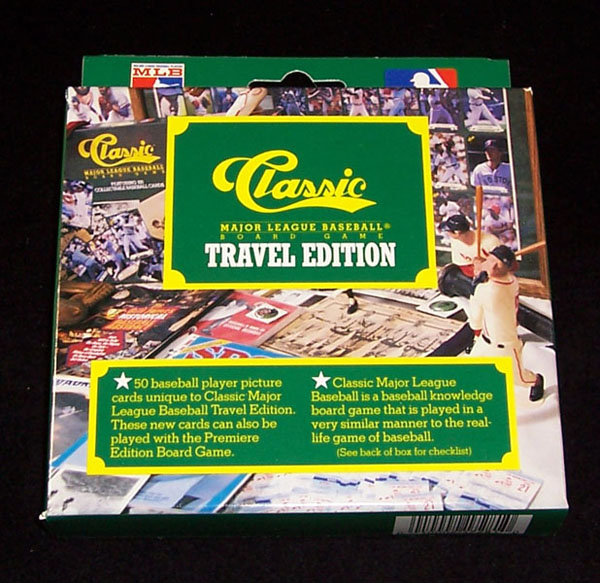 MLB
Classic
MAJOR LEAGUE BASEBALL
BOARD GAME
Classic
MAJOR LEAGUE BASEBALL®
BOARD GAME
TRAVEL EDITION
50 baseball player picture
cards unique to Classic Major
League Baseball Travel Edition.
These new cards can also be
played with the Premiere
Edition Board Game.
Classic Major League
Baseball is a baseball knowledge
board game that is played in a
very similar manner to the real-
life game of baseball.
(See back of box for checklist)